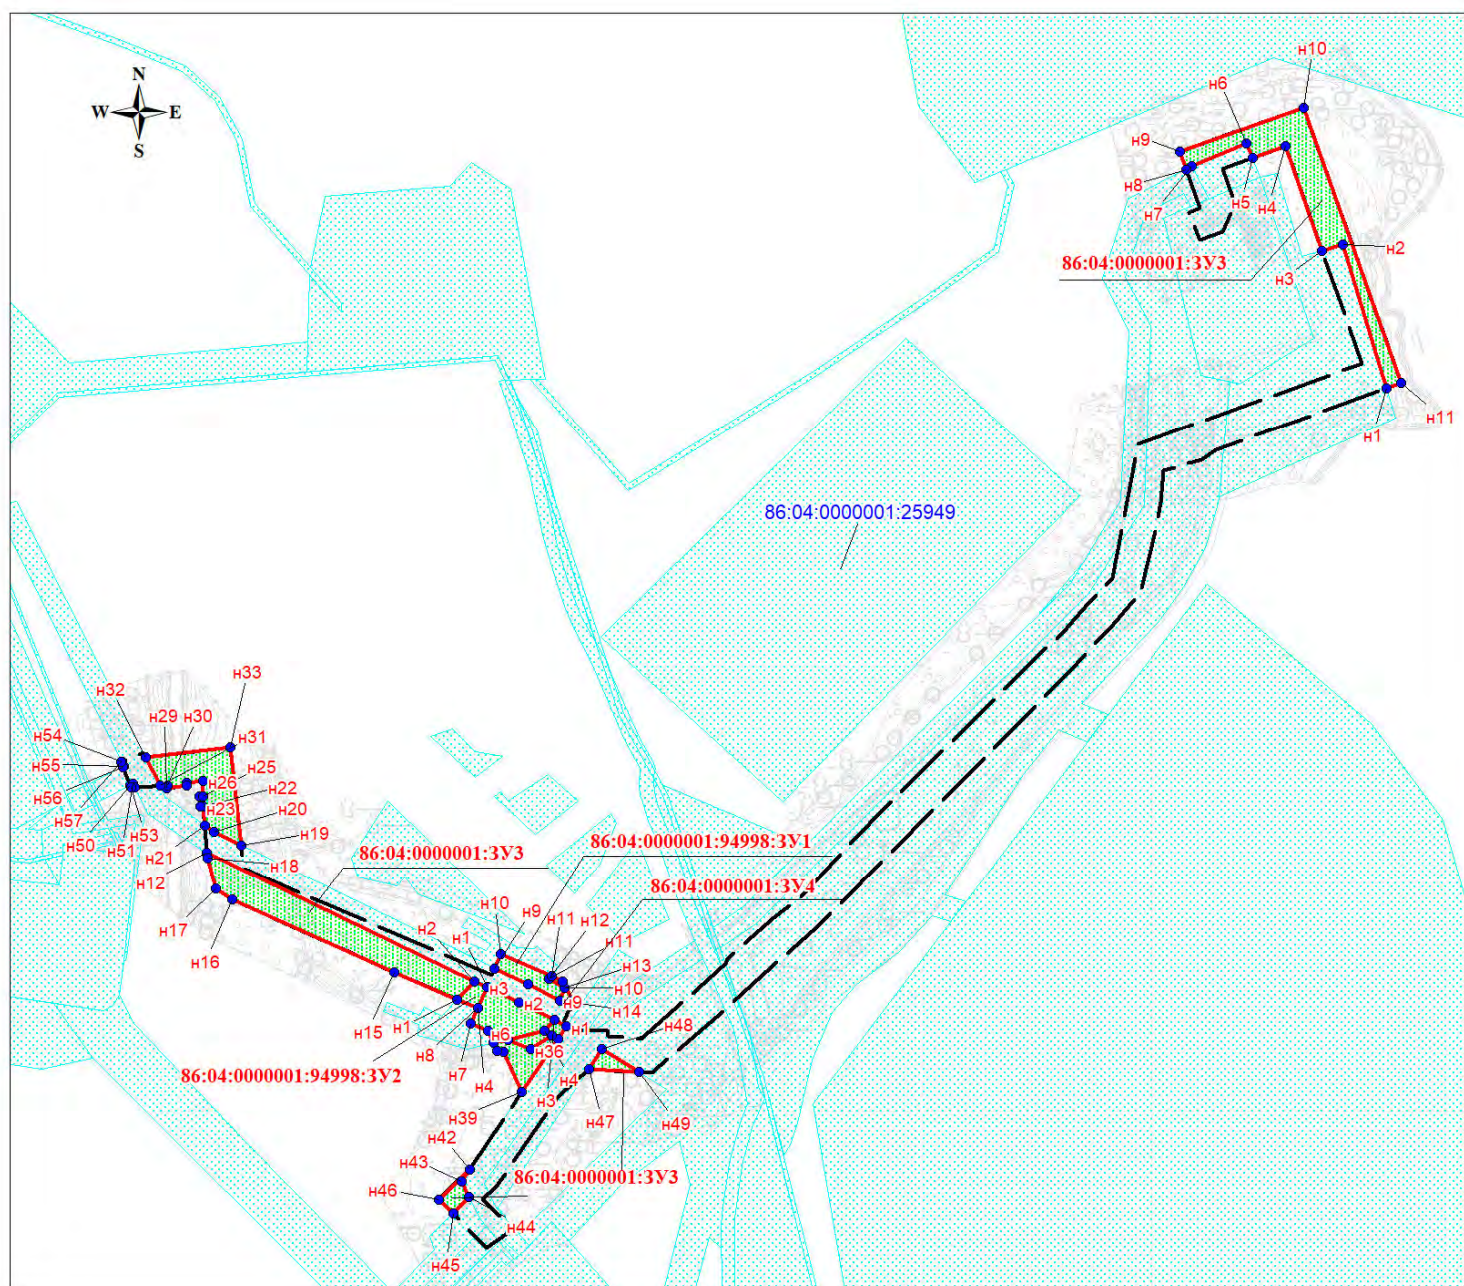 N
W
E
S
н10
н6
н9
н8
н7
н5
н4
н2
н3
86:04:0000001:ЗУ3
н11
н1
86:04:0000001:25949
н33
н32
н29
н30
н31
н54
н55
н25
н26
н22
н56
н23
н20
н57
н53
н19
н50
н51
н21
н18
н12
86:04:0000001:94998:ЗУ1
86:04:0000001:ЗУ3
86:04:0000001:ЗУ4
н17
н16
н10
н9
н11
н12
н2
н1
н11
н13
н3
н10
н2
н9
н14
н15
н1
н6
н1
н48
н8
н36
86:04:0000001:94998:ЗУ2
н7
н4
н4
н3
н47
н49
н39
н42
н43
86:04:0000001:ЗУ3
н46
н44
н45